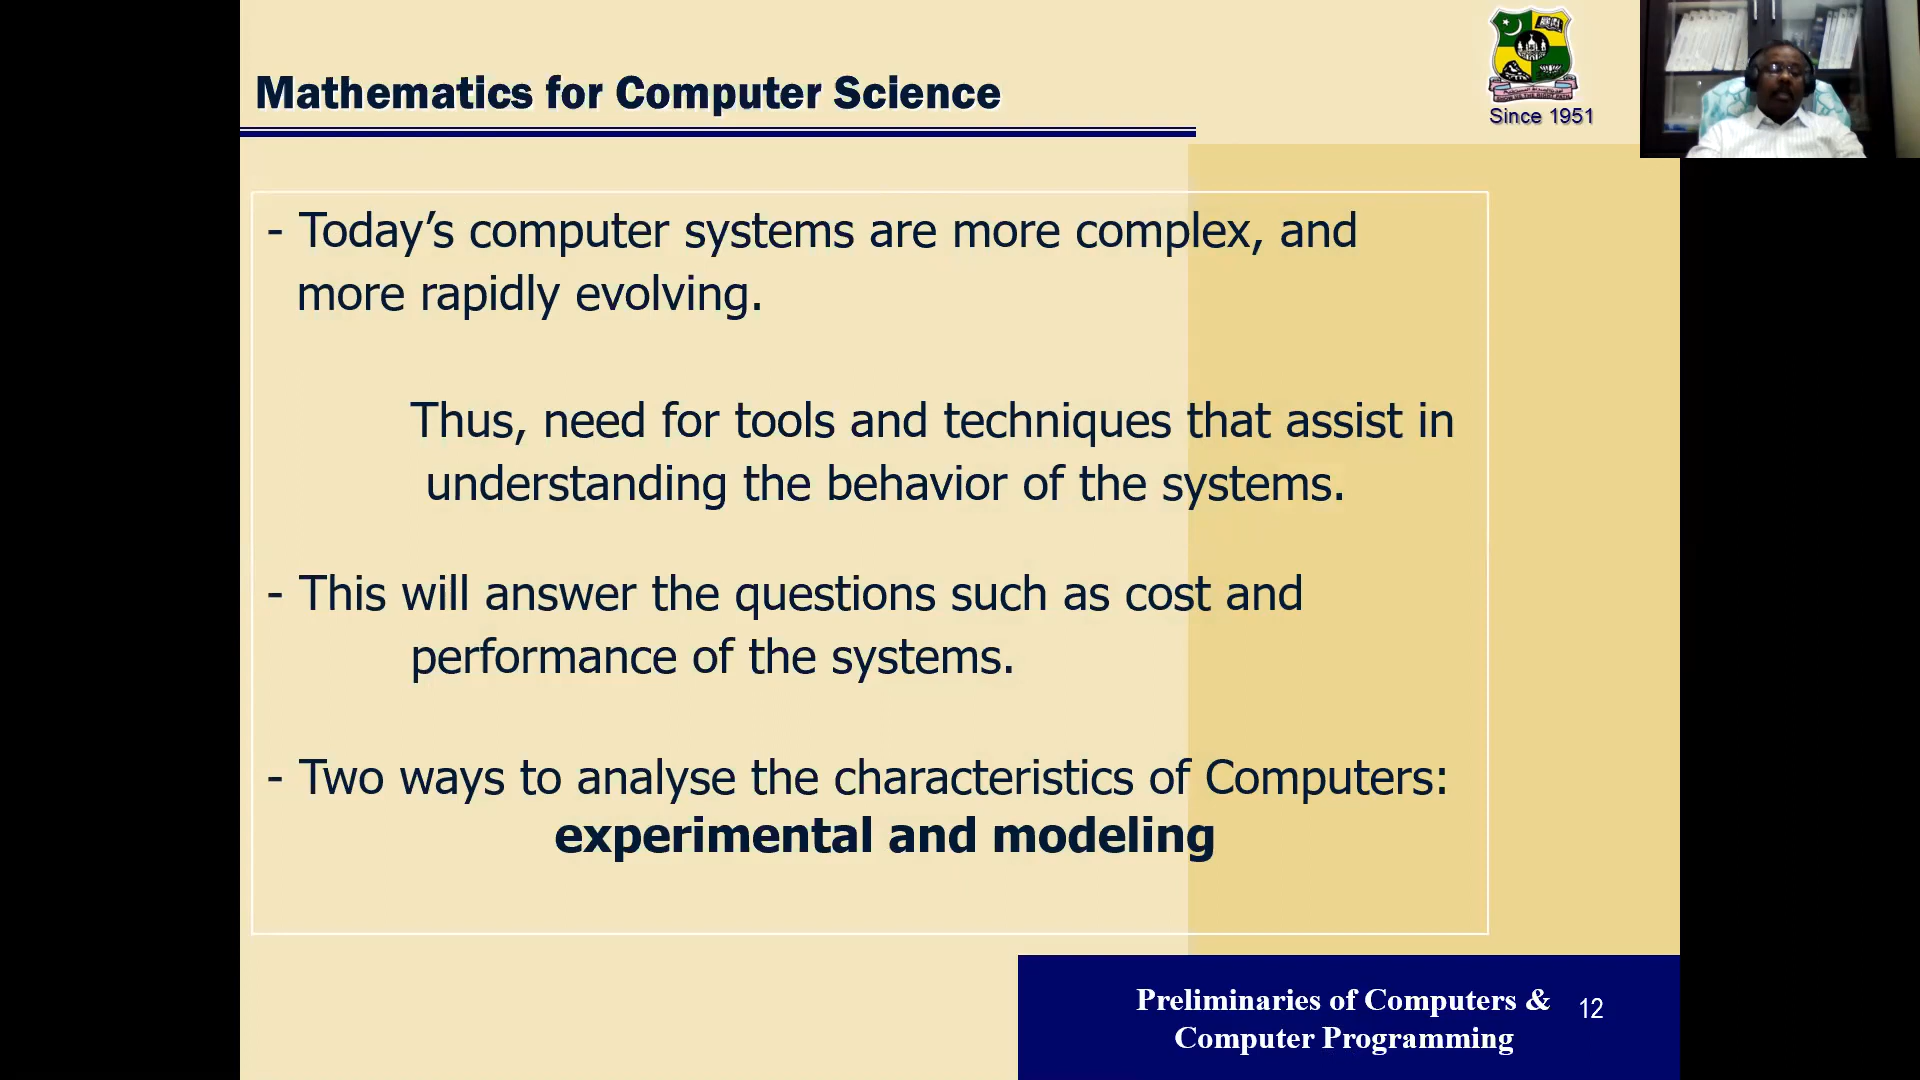 Mathematics for Computer Science
Since 1951
- Today’s computer systems are more complex, and
more rapidly evolving.
Thus, need for tools and techniques that assist in
understanding the behavior of the systems.
- This will answer the questions such as cost and
performance of the systems.
- Two ways to analyse the characteristics of Computers:
experimental and modeling
Preliminaries of Computers &
Computer Programming
12